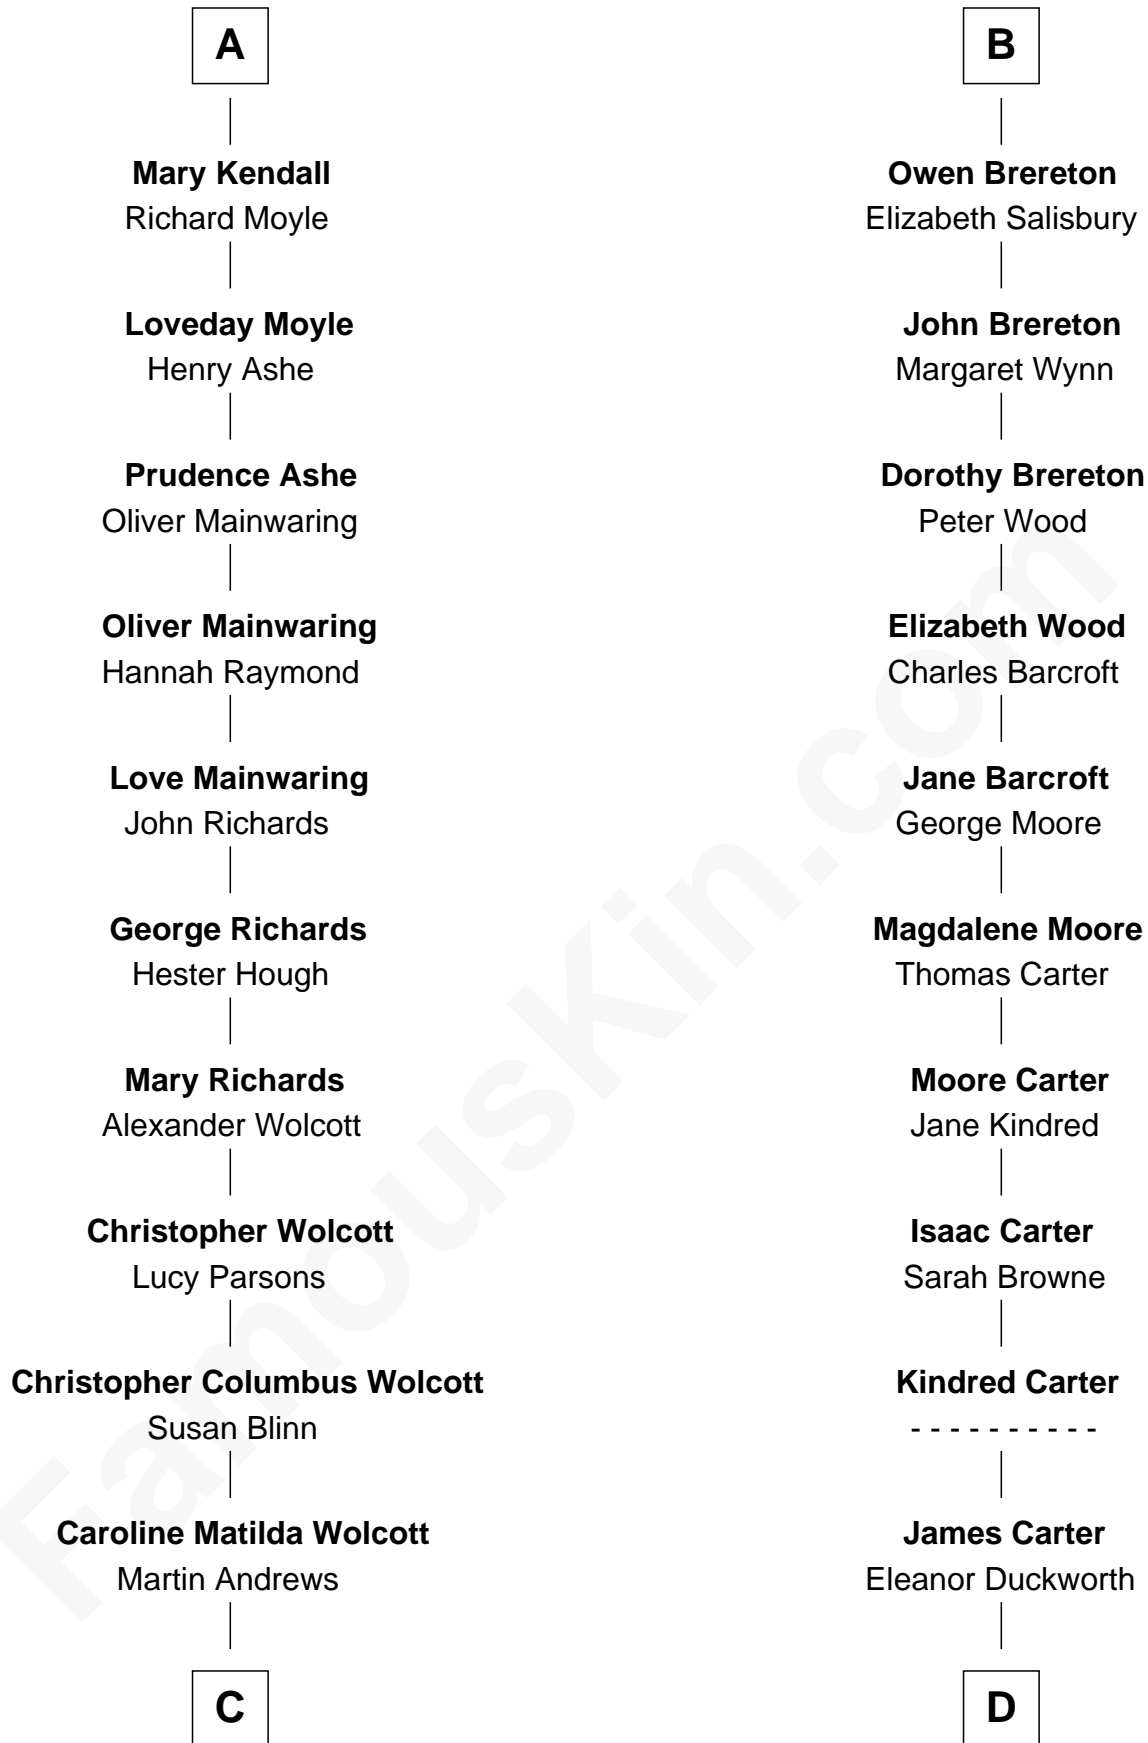 A
Mary Kendall
Richard Moyle
Loveday Moyle
Henry Ashe
Prudence Ashe
Oliver Mainwaring
Oliver Mainwaring
Hannah Raymond
Love Mainwaring
John Richards
George Richards
Hester Hough
Mary Richards
Alexander Wolcott
Christopher Wolcott
Lucy Parsons
Christopher Columbus Wolcott
Susan Blinn
Caroline Matilda Wolcott
Martin Andrews
C
B
Owen Brereton
Elizabeth Salisbury
John Brereton
Margaret Wynn
Dorothy Brereton
Peter Wood
Elizabeth Wood
Charles Barcroft
Jane Barcroft
George Moore
Magdalene Moore
Thomas Carter
Moore Carter
Jane Kindred
Isaac Carter
Sarah Browne
Kindred Carter
- - - - - - - - - -
James Carter
Eleanor Duckworth
D
FamousKin.com